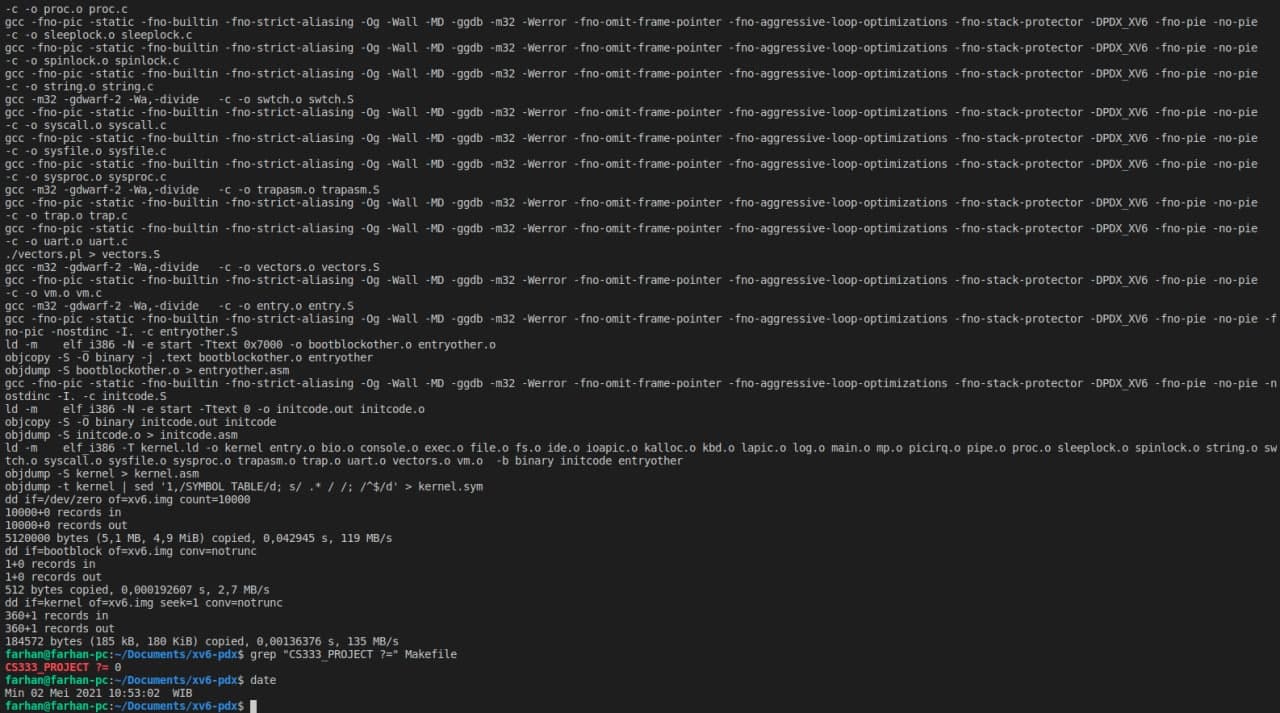 -c -o proc.o proc.c
gcc -fno-pic -static -fno-builtin -fno-strict-aliasing -Og -Wall -MD -ggdb -m32 -Werror -fno-omit-frame-pointer -fno-aggressive-loop-optimizations -fno-stack-protector -DPDX_XV6 -fno-pie -no-pie
-c -o sleeplock.o sleeplock.c
gcc -fno-pic -static -fno-builtin -fno-strict-aliasing -Og -Wall -MD -ggdb -m32 -Werror -fno-omit-frame-pointer -fno-aggressive-loop-optimizations -fno-stack-protector -DPDX_XV6 -fno-pie -no-pie
-c -o spinlock.o spinlock.c
gcc -fno-pic -static -fno-builtin -fno-strict-aliasing -Og -Wall -MD -ggdb -m32 -Werror -fno-omit-frame-pointer -fno-aggressive-loop-optimizations -fno-stack-protector -DPDX_XV6 -fno-pie -no-pie
-c -o string.o string.c
gcc -m32 -gdwarf-2 -Wa,-divide   -c -o swtch.o swtch.S
gcc -fno-pic -static -fno-builtin -fno-strict-aliasing -Og -Wall -MD -ggdb -m32 -Werror -fno-omit-frame-pointer -fno-aggressive-loop-optimizations -fno-stack-protector -DPDX_XV6 -fno-pie -no-pie
-c -o syscall.o syscall.c
gcc -fno-pic -static -fno-builtin -fno-strict-aliasing -Og -Wall -MD -ggdb -m32 -Werror -fno-omit-frame-pointer -fno-aggressive-loop-optimizations -fno-stack-protector -DPDX_XV6 -fno-pie -no-pie
-c -o sysfile.o sysfile.c
gcc -fno-pic -static -fno-builtin -fno-strict-aliasing -Og -Wall -MD -ggdb -m32 -Werror -fno-omit-frame-pointer -fno-aggressive-loop-optimizations -fno-stack-protector -DPDX_XV6 -fno-pie -no-pie
-c -o sysproc.o sysproc.c
gcc -m32 -gdwarf-2 -Wa,-divide   -c -o trapasm.o trapasm.S
gcc -fno-pic -static -fno-builtin -fno-strict-aliasing -Og -Wall -MD -ggdb -m32 -Werror -fno-omit-frame-pointer -fno-aggressive-loop-optimizations -fno-stack-protector -DPDX_XV6 -fno-pie -no-pie
-c -o trap.o trap.c
gcc -fno-pic -static -fno-builtin -fno-strict-aliasing -Og -Wall -MD -ggdb -m32 -Werror -fno-omit-frame-pointer -fno-aggressive-loop-optimizations -fno-stack-protector -DPDX_XV6 -fno-pie -no-pie
-c -o uart.o uart.c
./vectors.pl > vectors.S
gcc -m32 -gdwarf-2 -Wa,-divide   -c -o vectors.o vectors.S
gcc -fno-pic -static -fno-builtin -fno-strict-aliasing -Og -Wall -MD -ggdb -m32 -Werror -fno-omit-frame-pointer -fno-aggressive-loop-optimizations -fno-stack-protector -DPDX_XV6 -fno-pie -no-pie
-c -o vm.o vm.c
gcc -m32 -gdwarf-2 -Wa,-divide   -c -o entry.o entry.S
gcc -fno-pic -static -fno-builtin -fno-strict-aliasing -Og -Wall -MD -ggdb -m32 -Werror -fno-omit-frame-pointer -fno-aggressive-loop-optimizations -fno-stack-protector -DPDX_XV6 -fno-pie -no-pie -f
no-pic -nostdinc -I. -c entryother.S
ld -m    elf_i386 -N -e start -Ttext 0x7000 -o bootblockother.o entryother.o
objcopy -S -O binary -j .text bootblockother.o entryother
objdump -S bootblockother.o > entryother.asm
gcc -fno-pic -static -fno-builtin -fno-strict-aliasing -Og -Wall -MD -ggdb -m32 -Werror -fno-omit-frame-pointer -fno-aggressive-loop-optimizations -fno-stack-protector -DPDX_XV6 -fno-pie -no-pie -n
ostdinc -I. -c initcode.S
ld -m    elf_i386 -N -e start -Ttext 0 -o initcode.out initcode.o
objcopy -S -O binary initcode.out initcode
objdump -S initcode.o > initcode.asm
ld -m    elf_i386 -T kernel.ld -o kernel entry.o bio.o console.o exec.o file.o fs.o ide.o ioapic.o kalloc.o kbd.o lapic.o log.o main.o mp.o picirq.o pipe.o proc.o sleeplock.o spinlock.o string.o sw
tch.o syscall.o sysfile.o sysproc.o trapasm.o trap.o uart.o vectors.o vm.o  -b binary initcode entryother
objdump -S kernel > kernel.asm
objdump -t kernel | sed '1,/SYMBOL TABLE/d; s/ .* / /; /^$/d' > kernel.sym
dd if=/dev/zero of=xv6.img count=10000
10000+0 records in
10000+0 records out
5120000 bytes (5,1 MB, 4,9 MiB) copied, 0,042945 s, 119 MB/s
dd if=bootblock of=xv6.img conv=notrunc
1+0 records in
1+0 records out
512 bytes copied, 0,000192607 s, 2,7 MB/s
dd if=kernel of=xv6.img seek=1 conv=notrunc
360+1 records in
360+1 records out
184572 bytes (185 kB, 180 KiB) copied, 0,00136376 s, 135 MB/s
farhan@farhan-pc:~/Documents/xv6-pdx$ grep "CS333_PROJECT ?=" Makefile
CS333_PROJECT ?= 0
farhan@farhan-pc:~/Documents/xv6-pdx$ date
Min 02 Mei 2021 10:53:02  WIB
farhan@farhan-pc:~/Documents/xv6-pdx$